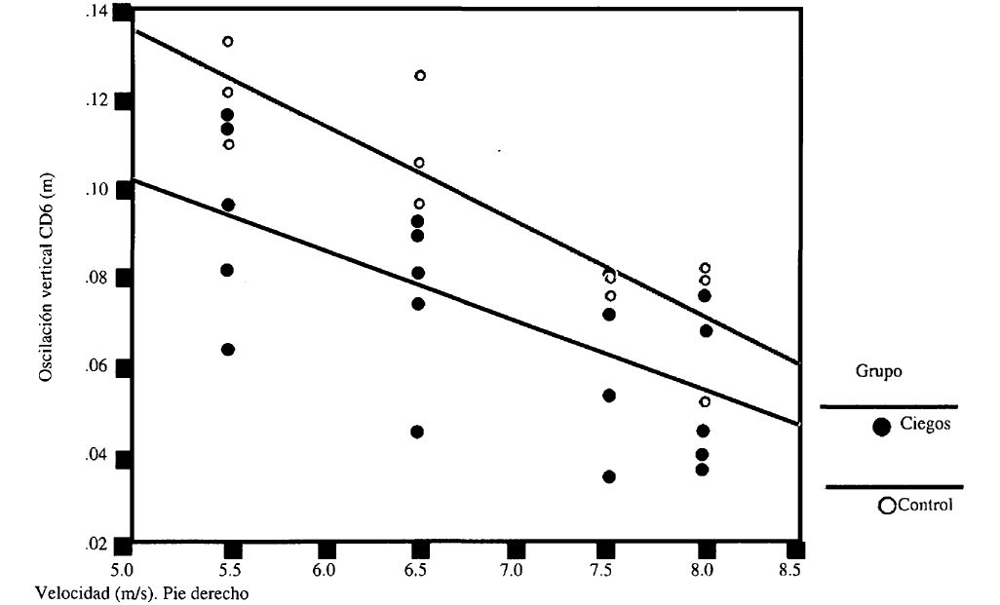 .14
.12
.10
.08
.06
.04
.02
Oscilación vertical CD6 (m)
5.0 5.5 6.0 6.5 7.0 7.5 8.0 8.5
Velocidad (m/s). Pie derecho
Grupo
Ciegos
Control